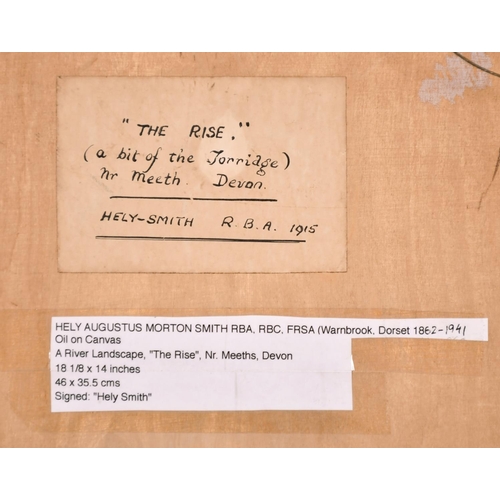 "THE RISE."
(a bit of the Torridge)
Nr Meeth Devon.
HELY-SMITH R.B.A. 1915
HELY AUGUSTUS MORTON SMITH RBA, RBC, FRSA (Warnbrook, Dorset 1862-1941
Oil on Canvas
A River Landscape, "The Rise", Nr. Meeths, Devon
18 1/8 x 14 inches
46 x 35.5 cms
Signed: "Hely Smith"